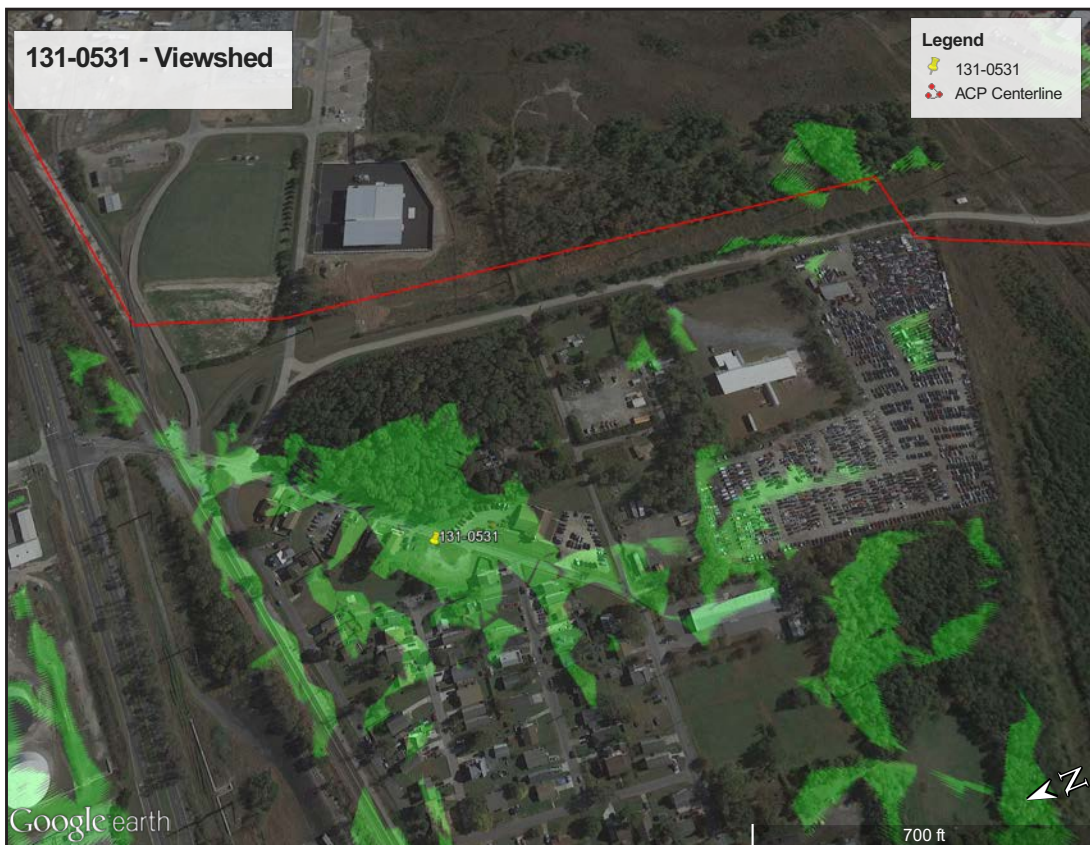 131-0531 - Viewshed
Legend
131-0531
ACP Centerline
131-0531
N
Google earth
700 ft